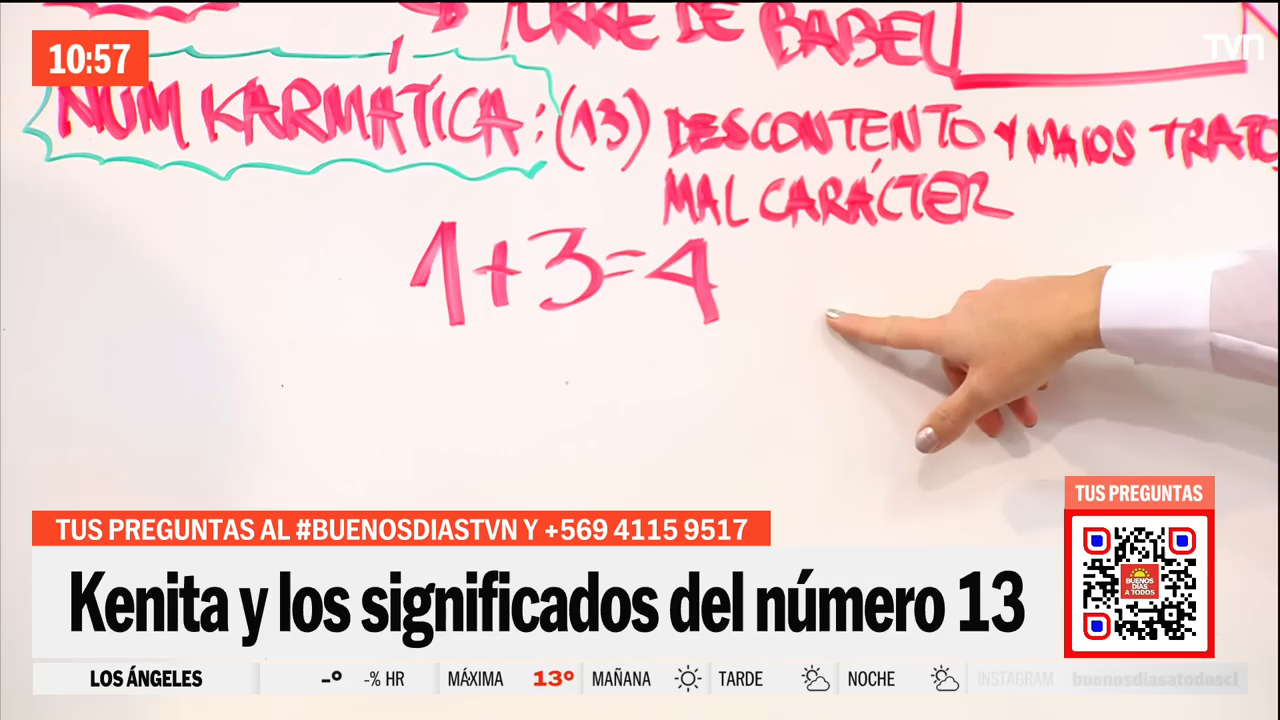 TORRE DE BABEL
10:57
TVN
NÚM KARMÁTICA: (13) DESCONTENTO Y MALOS TRATOS
MAL CARÁCTER
1+3=4
TUS PREGUNTAS
BUENOS DÍAS A TODOS
TUS PREGUNTAS AL #BUENOSDIASTVN Y +569 4115 9517
Kenita y los significados del número 13
LOS ÁNGELES -° -% HR MÁXIMA 13° MAÑANA TARDE NOCHE INSTAGRAM buenosdiasatodoscl